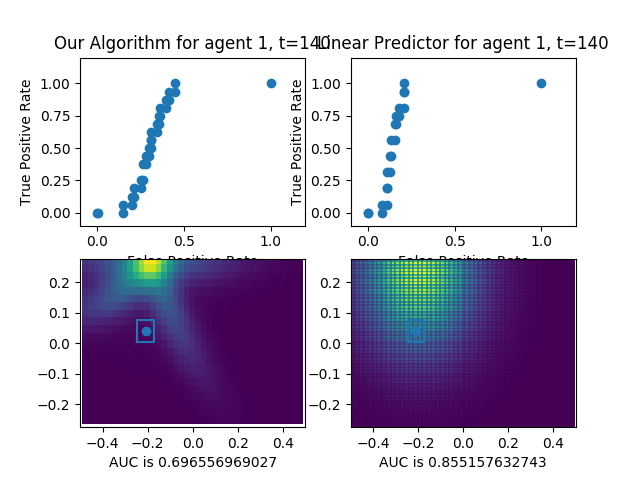 Our Algorithm for agent 1, t=140
Linear Predictor for agent 1, t=140
True Positive Rate
1.00
0.75
0.50
0.25
0.00
0.0 0.5 1.0
False Positive Rate
True Positive Rate
1.00
0.75
0.50
0.25
0.00
0.0 0.5 1.0
False Positive Rate
0.2
0.1
0.0
−0.1
−0.2
−0.4 −0.2 0.0 0.2 0.4
AUC is 0.696556969027
0.2
0.1
0.0
−0.1
−0.2
−0.4 −0.2 0.0 0.2 0.4
AUC is 0.855157632743